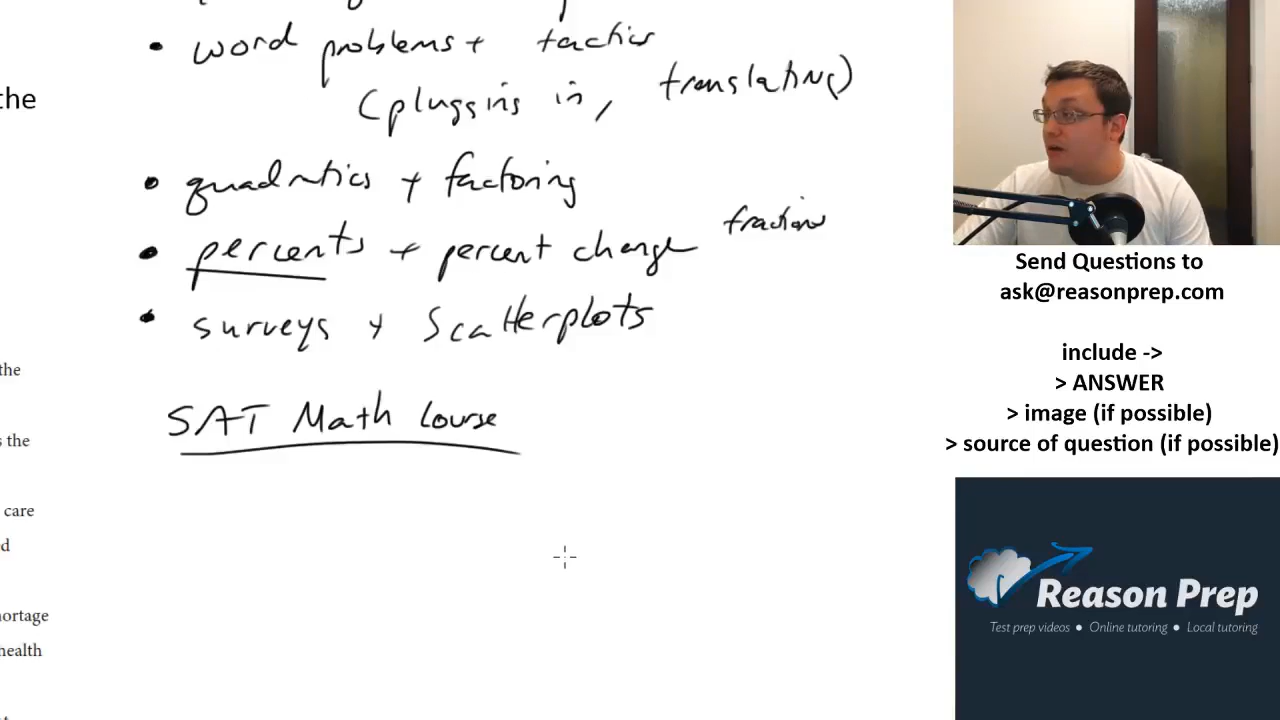 • word problems + tactics
(plugging in, translating)
the
• quadratics + factoring
• percents + percent change fractions
• surveys + Scatterplots
SAT Math Course
the
s the
care
d
ortage
health
Send Questions to
ask@reasonprep.com
include ->
> ANSWER
> image (if possible)
> source of question (if possible)
Reason Prep
Test prep videos ● Online tutoring ● Local tutoring